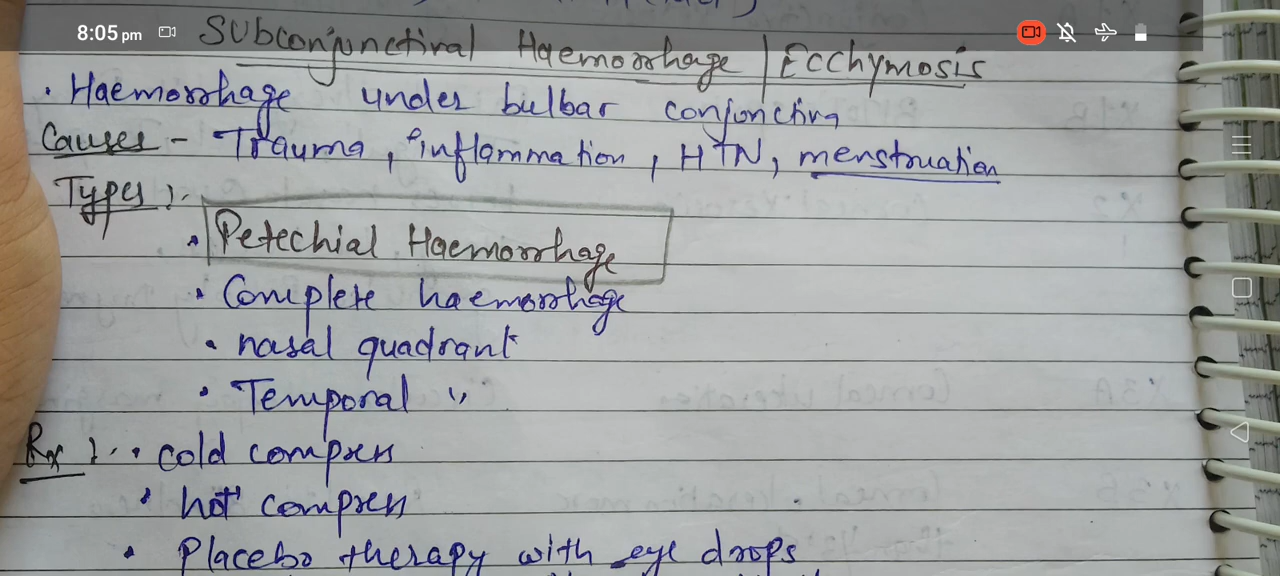 8:05 pm
Subconjunctival Haemorrhage | Ecchymosis
• Haemorrhage under bulbar conjonctiva
Causes - Trauma, inflammation, HTN, menstruation
Types :-
• Petechial Haemorrhage
• Complete haemorrhage
• nasal quadrant
• Temporal "
Rx :- • cold compress
• hot compress
• Placebo therapy with eye drops